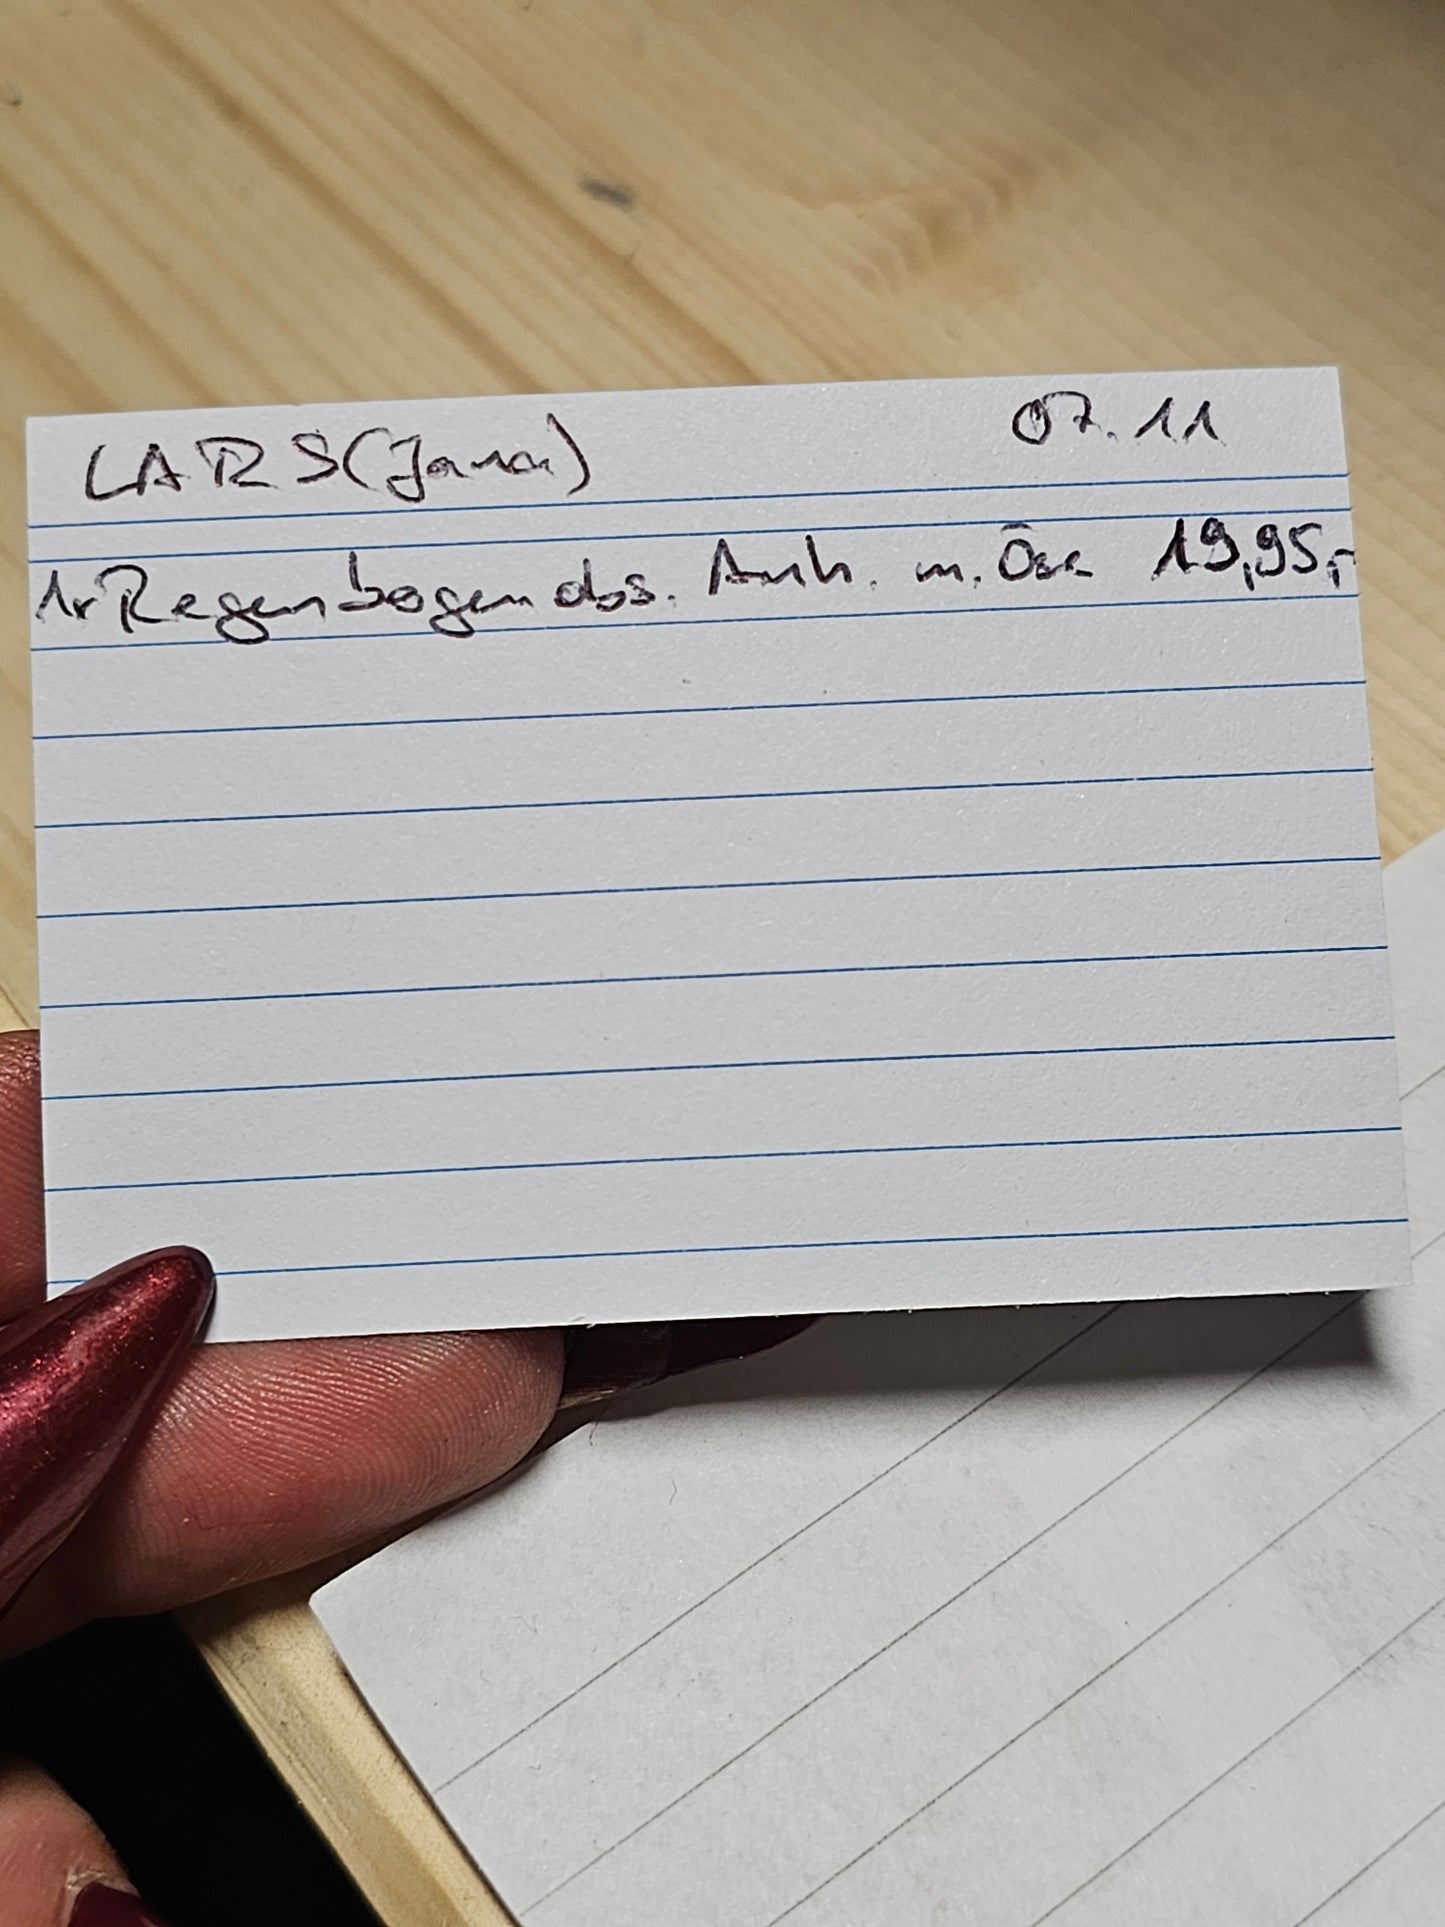 LARS (Jana) 07.11
1x Regenbogenobs. Anh. m. Öse 19,95,-